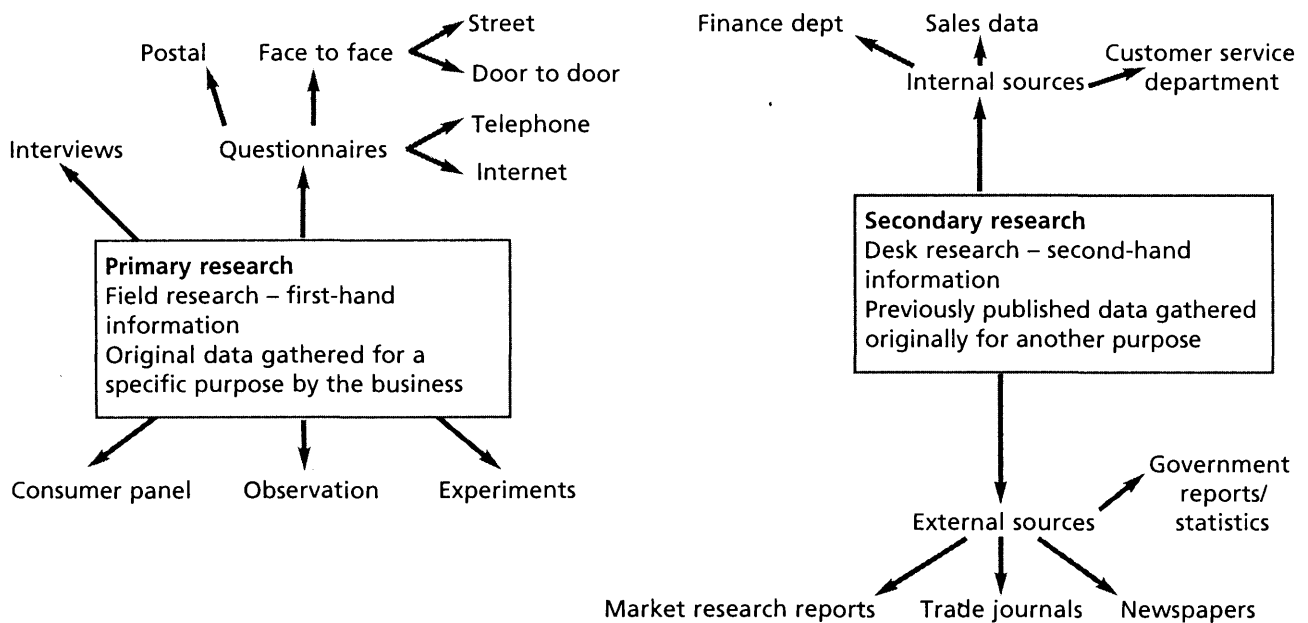 Postal
Face to face
Street
Door to door
Interviews
Questionnaires
Telephone
Internet
Primary research
Field research – first-hand
information
Original data gathered for a
specific purpose by the business
Consumer panel
Observation
Experiments
Finance dept
Sales data
Customer service
department
Internal sources
Secondary research
Desk research – second-hand
information
Previously published data gathered
originally for another purpose
External sources
Government
reports/
statistics
Market research reports
Trade journals
Newspapers